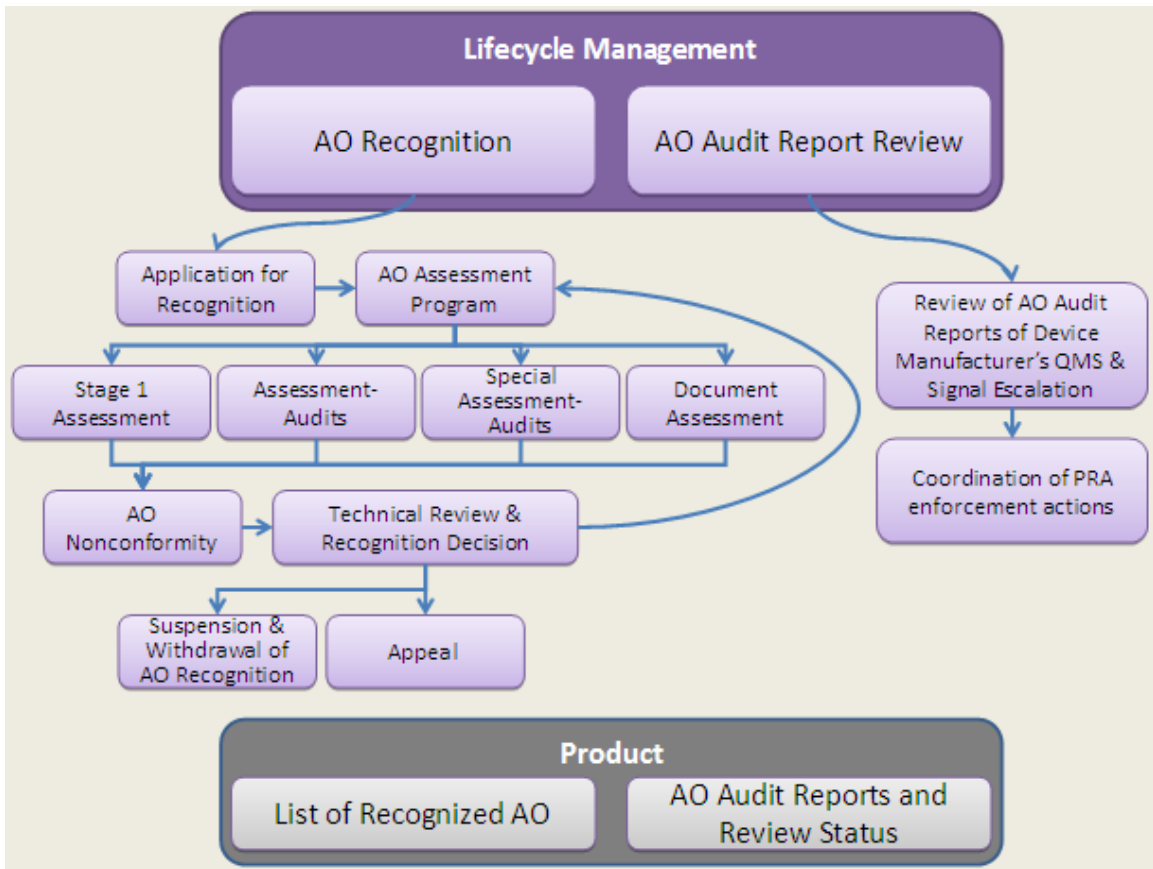 Lifecycle Management
AO Recognition
AO Audit Report Review
Application for
Recognition
AO Assessment
Program
Review of AO Audit
Reports of Device
Manufacturer's QMS &
Signal Escalation
Stage 1
Assessment
Assessment-
Audits
Special
Assessment-
Audits
Document
Assessment
Coordination of PRA
enforcement actions
AO
Nonconformity
Technical Review &
Recognition Decision
Suspension &
Withdrawal of
AO Recognition
Appeal
Product
List of Recognized AO
AO Audit Reports and
Review Status